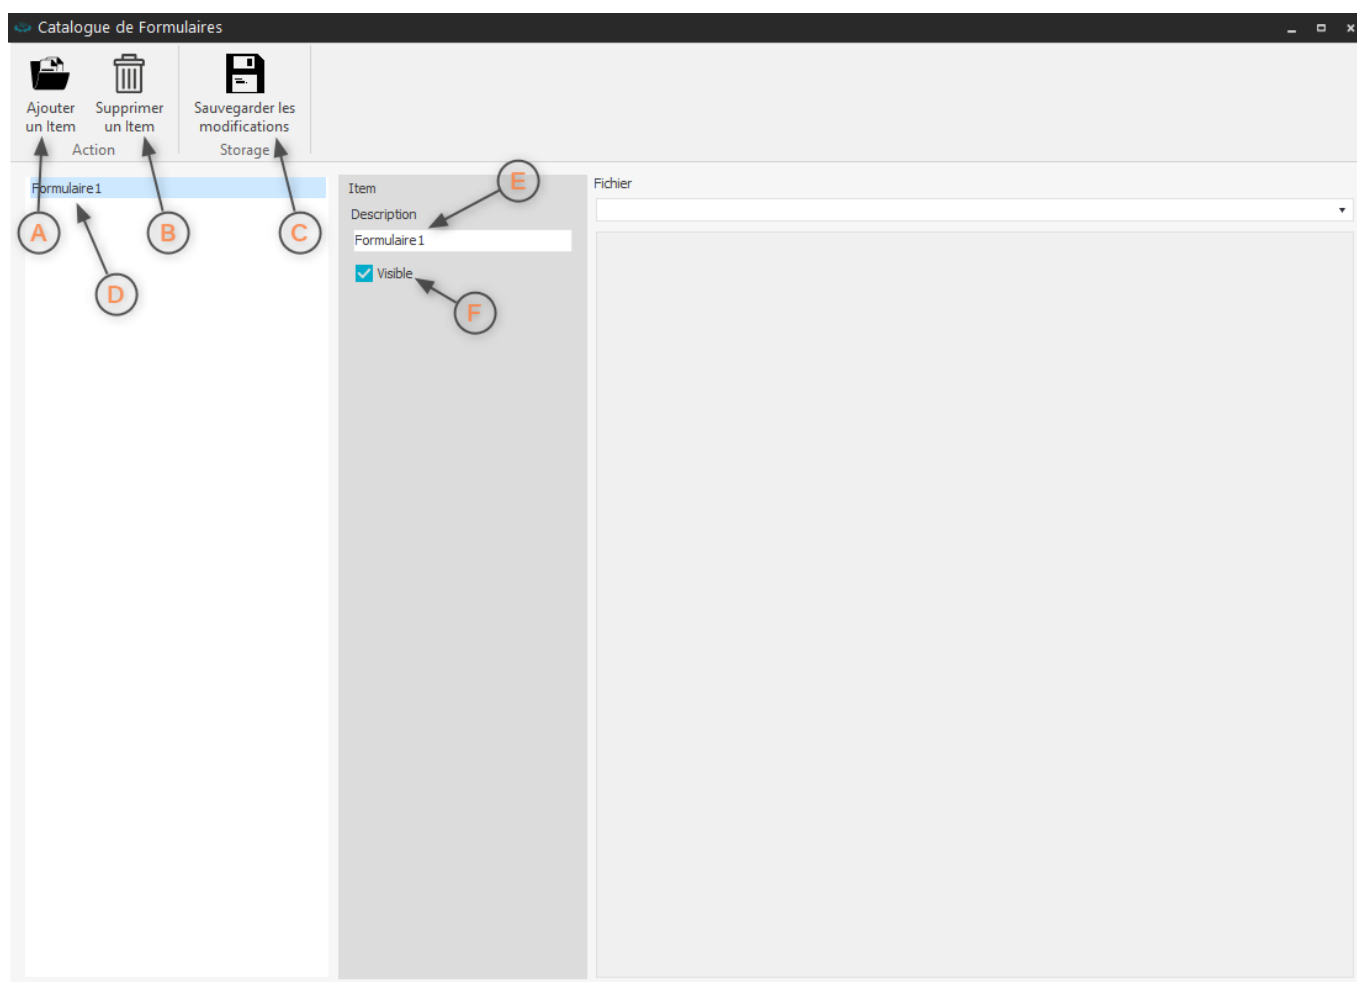 Catalogue de Formulaires
Ajouter
un Item
Supprimer
un Item
Sauvegarder les
modifications
Action
Storage
Formulaire1
Item
Description
Formulaire1
Visible
Fichier
A
B
C
D
E
F